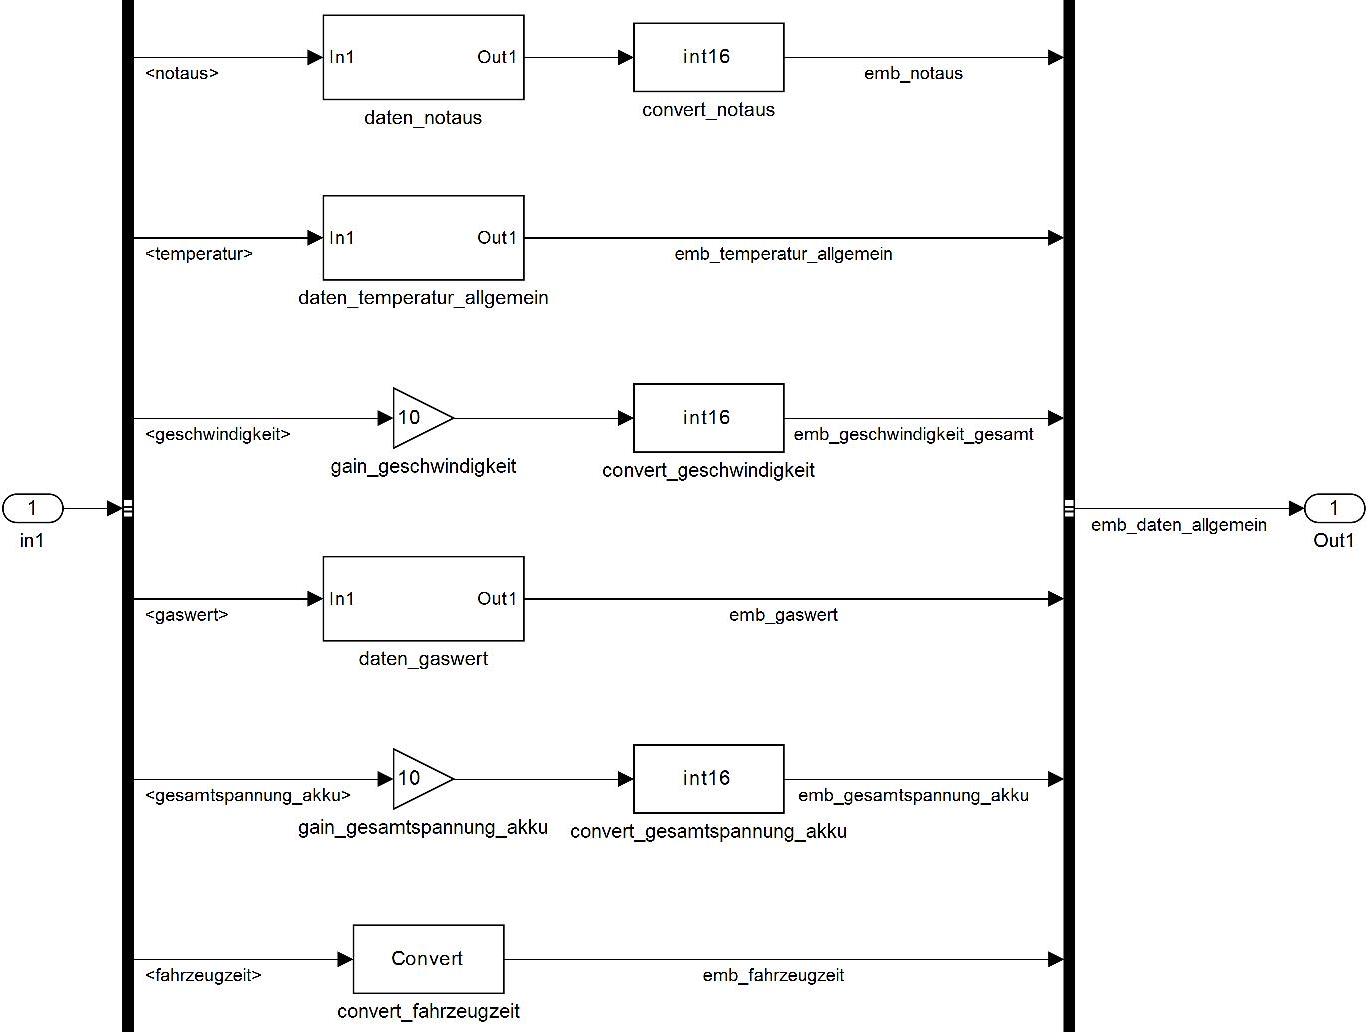 In1 Out1 int16
<notaus> emb_notaus
daten_notaus convert_notaus
In1 Out1
<temperatur> emb_temperatur_allgemein
daten_temperatur_allgemein
10 int16
<geschwindigkeit> emb_geschwindigkeit_gesamt
gain_geschwindigkeit convert_geschwindigkeit
1 1
emb_daten_allgemein
in1 Out1
In1 Out1
<gaswert> emb_gaswert
daten_gaswert
10 int16
<gesamtspannung_akku> emb_gesamtspannung_akku
gain_gesamtspannung_akku convert_gesamtspannung_akku
Convert
<fahrzeugzeit> emb_fahrzeugzeit
convert_fahrzeugzeit